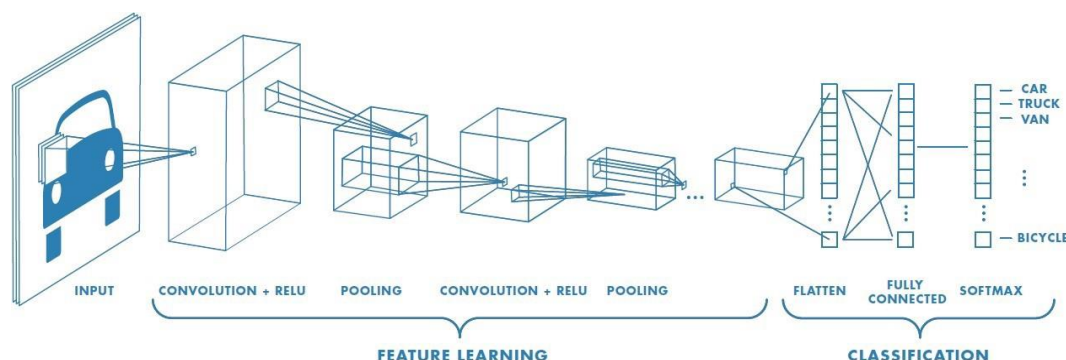 CAR
TRUCK
VAN
BICYCLE
INPUT
CONVOLUTION + RELU
POOLING
CONVOLUTION + RELU
POOLING
FLATTEN
FULLY
CONNECTED
SOFTMAX
FEATURE LEARNING
CLASSIFICATION